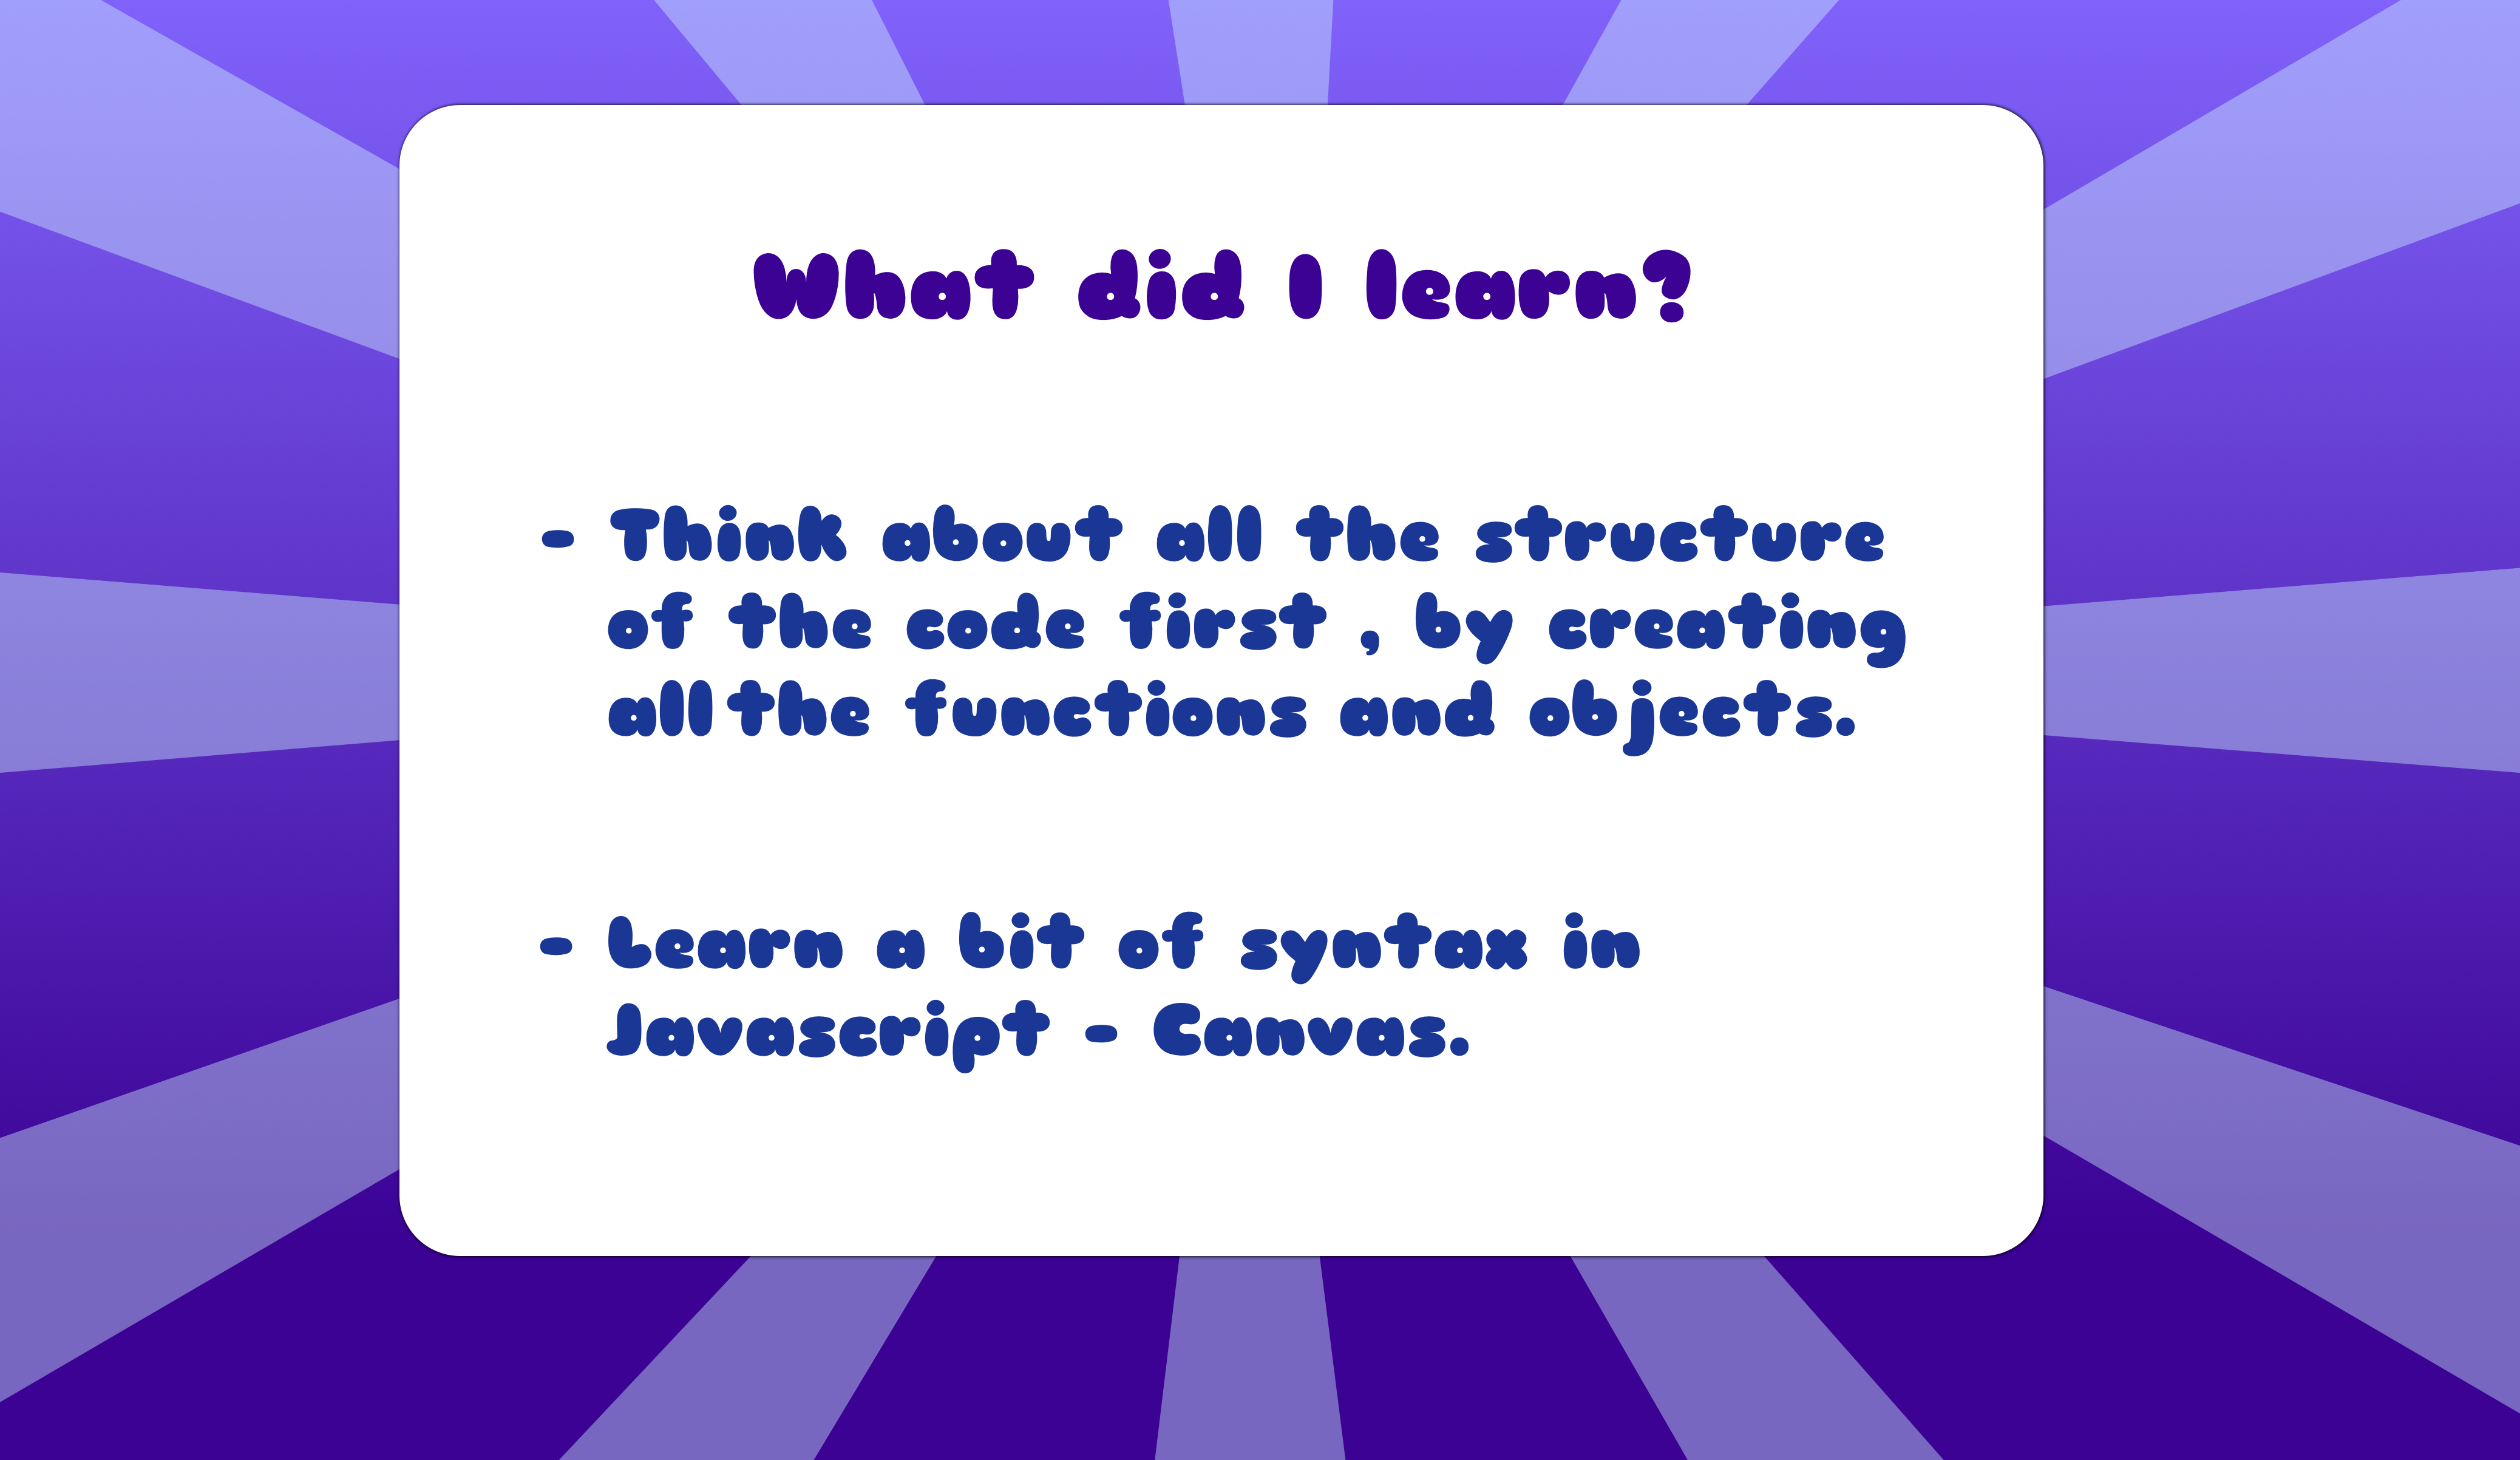 What did I learn?
- Think about all the structure
of the code first , by creating
all the functions and objects.
- Learn a bit of syntax in
Javascript - Canvas.